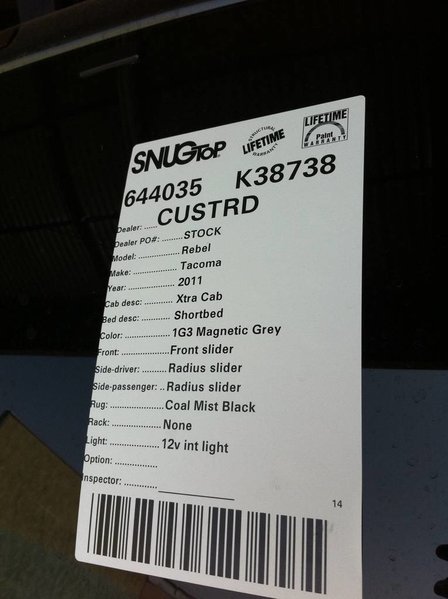 SNUGTOP
STRUCTURAL LIFETIME WARRANTY
LIFETIME Paint WARRANTY
644035 K38738
Dealer: ..... CUSTRD
Dealer PO#: ........ STOCK
Model: ................. Rebel
Make: .................. Tacoma
Year: .................... 2011
Cab desc: ............ Xtra Cab
Bed desc: ............ Shortbed
Color: ................... 1G3 Magnetic Grey
Front: .................. Front slider
Side-driver: .......... Radius slider
Side-passenger: .. Radius slider
Rug: ..................... Coal Mist Black
Rack: .................... None
Light: .................... 12v int light
Option: ................
Inspector: ............. ________________
14